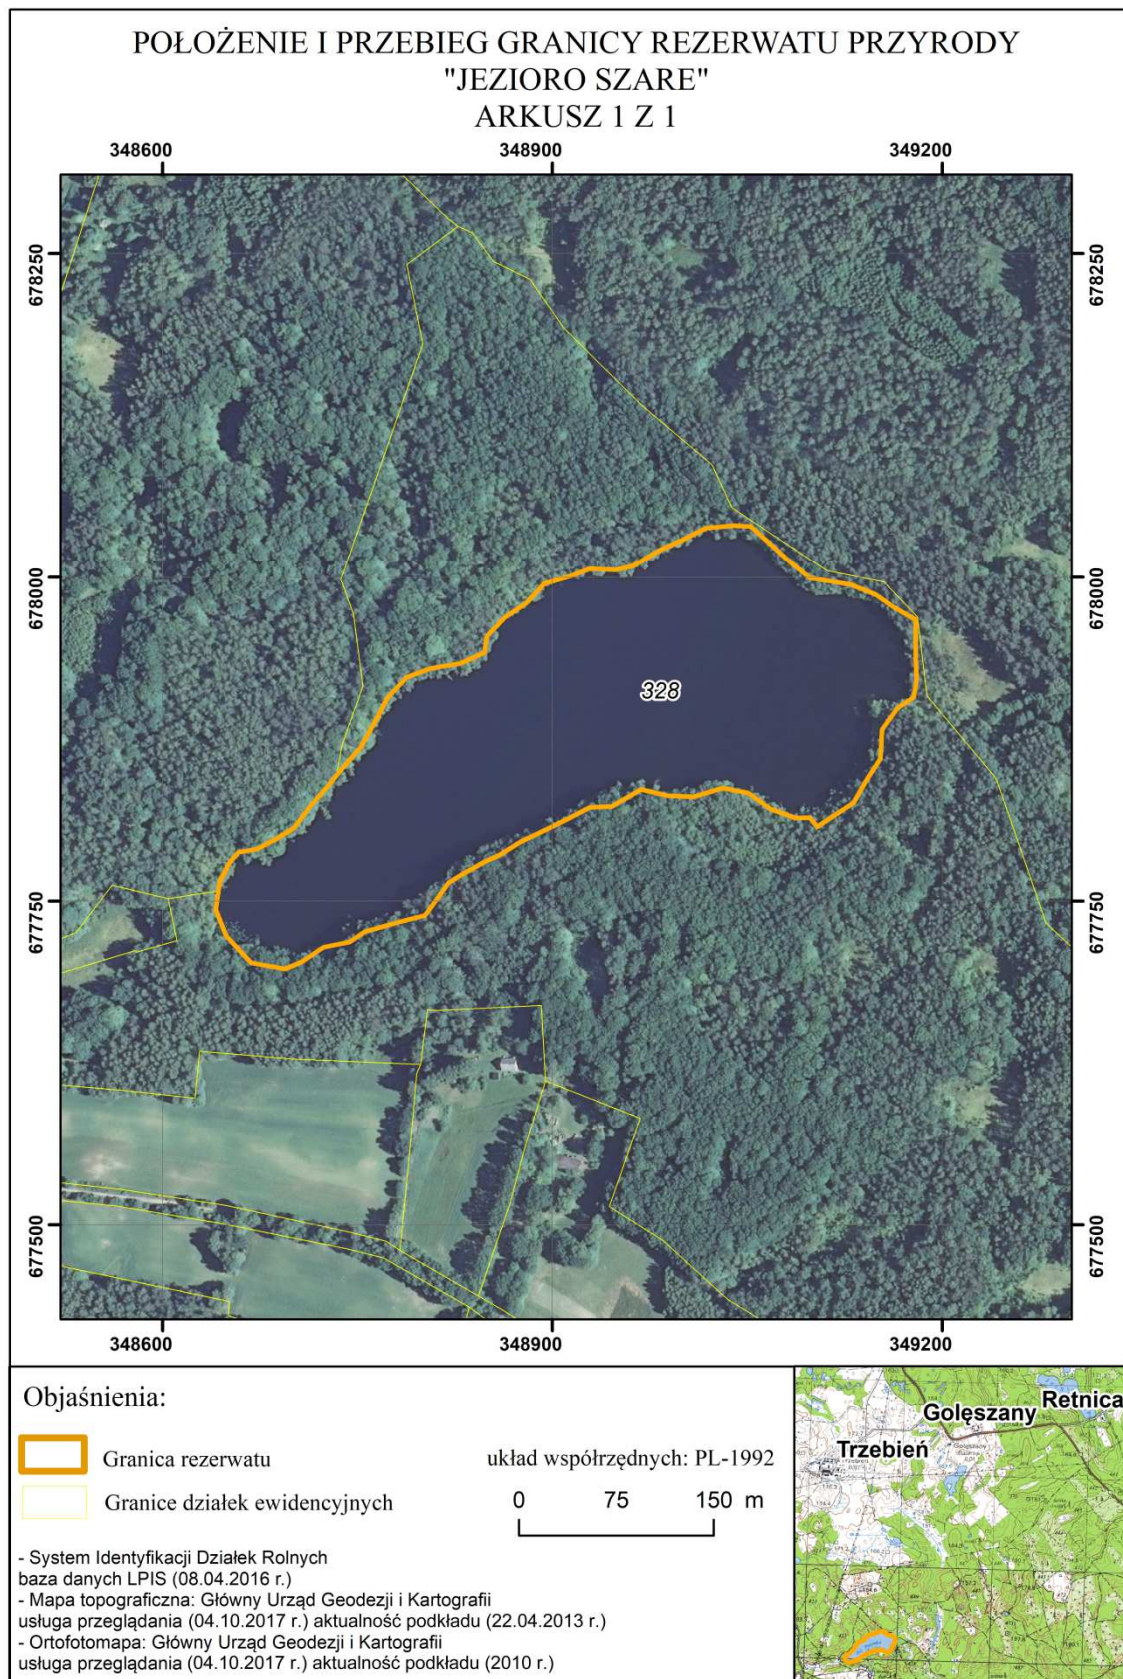 POŁOŻENIE I PRZEBIEG GRANICY REZERWATU PRZYRODY
"JEZIORO SZARE"
ARKUSZ 1 Z 1
348600 348900 349200
678250 678250
678000 678000
328
677750 677750
677500 677500
348600 348900 349200
Objaśnienia:
Granica rezerwatu
Granice działek ewidencyjnych
układ współrzędnych: PL-1992
0 75 150 m
- System Identyfikacji Działek Rolnych
baza danych LPIS (08.04.2016 r.)
- Mapa topograficzna: Główny Urząd Geodezji i Kartografii
usługa przeglądania (04.10.2017 r.) aktualność podkładu (22.04.2013 r.)
- Ortofotomapa: Główny Urząd Geodezji i Kartografii
usługa przeglądania (04.10.2017 r.) aktualność podkładu (2010 r.)
Retnica
Golęszany
Trzebień